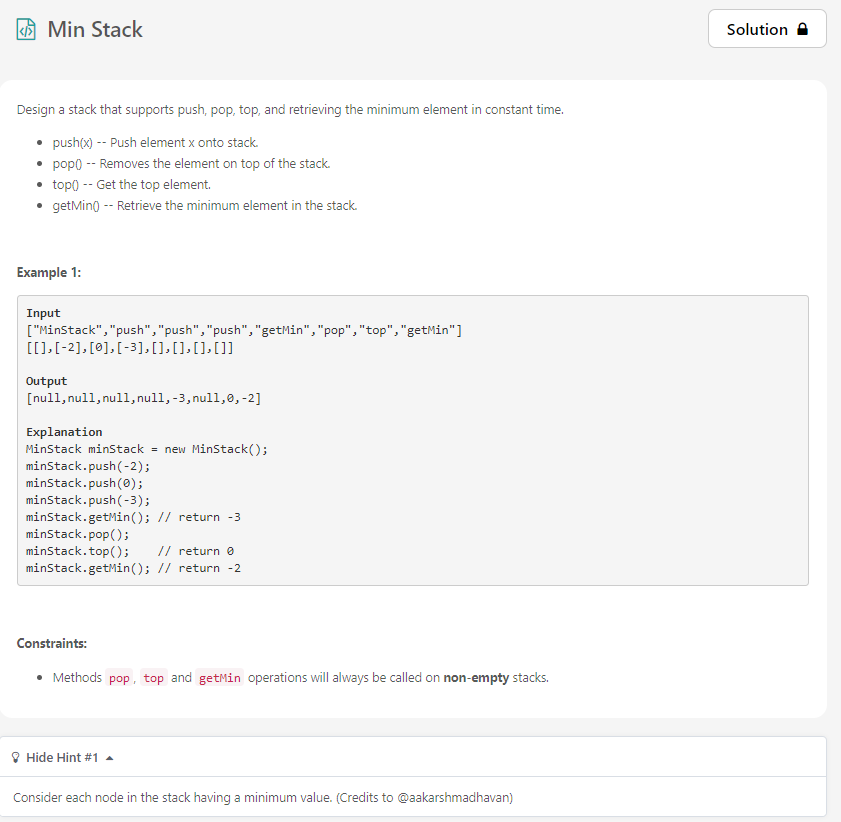 Min Stack
Solution
Design a stack that supports push, pop, top, and retrieving the minimum element in constant time.
push(x) -- Push element x onto stack.
pop() -- Removes the element on top of the stack.
top() -- Get the top element.
getMin() -- Retrieve the minimum element in the stack.
Example 1:
Input
["MinStack","push","push","push","getMin","pop","top","getMin"]
[[],[-2],[0],[-3],[],[],[],[]]
Output
[null,null,null,null,-3,null,0,-2]
Explanation
MinStack minStack = new MinStack();
minStack.push(-2);
minStack.push(0);
minStack.push(-3);
minStack.getMin(); // return -3
minStack.pop();
minStack.top();    // return 0
minStack.getMin(); // return -2
Constraints:
Methods pop, top and getMin operations will always be called on non-empty stacks.
Hide Hint #1
Consider each node in the stack having a minimum value. (Credits to @aakarshmadhavan)